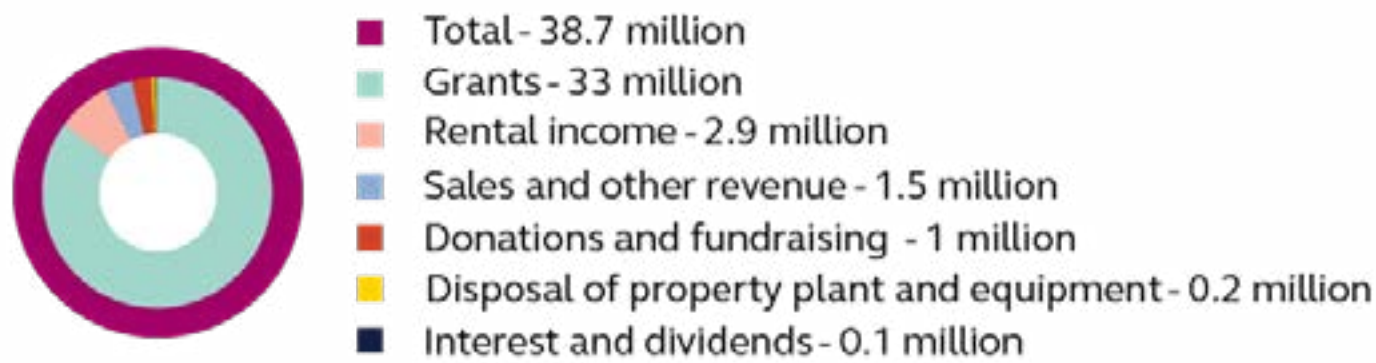 Total - 38.7 million
Grants - 33 million
Rental income - 2.9 million
Sales and other revenue - 1.5 million
Donations and fundraising - 1 million
Disposal of property plant and equipment - 0.2 million
Interest and dividends - 0.1 million